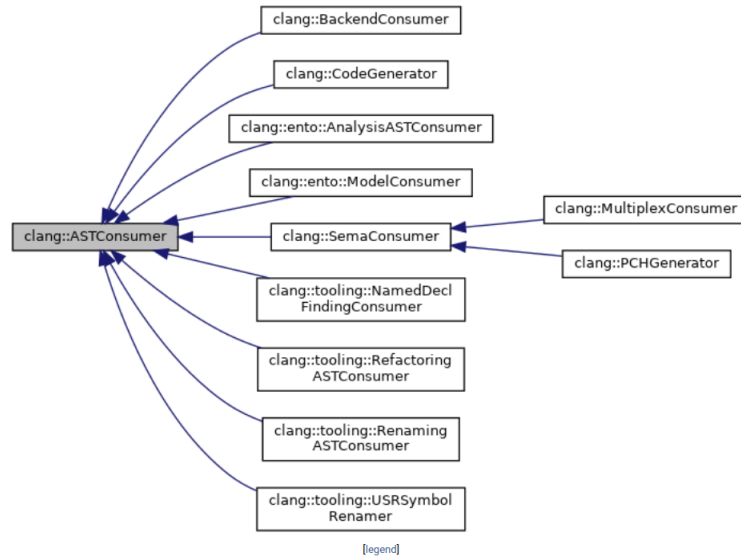 clang::BackendConsumer
clang::CodeGenerator
clang::ento::AnalysisASTConsumer
clang::ento::ModelConsumer
clang::MultiplexConsumer
clang::ASTConsumer
clang::SemaConsumer
clang::PCHGenerator
clang::tooling::NamedDecl
FindingConsumer
clang::tooling::Refactoring
ASTConsumer
clang::tooling::Renaming
ASTConsumer
clang::tooling::USRSymbol
Renamer
[legend]